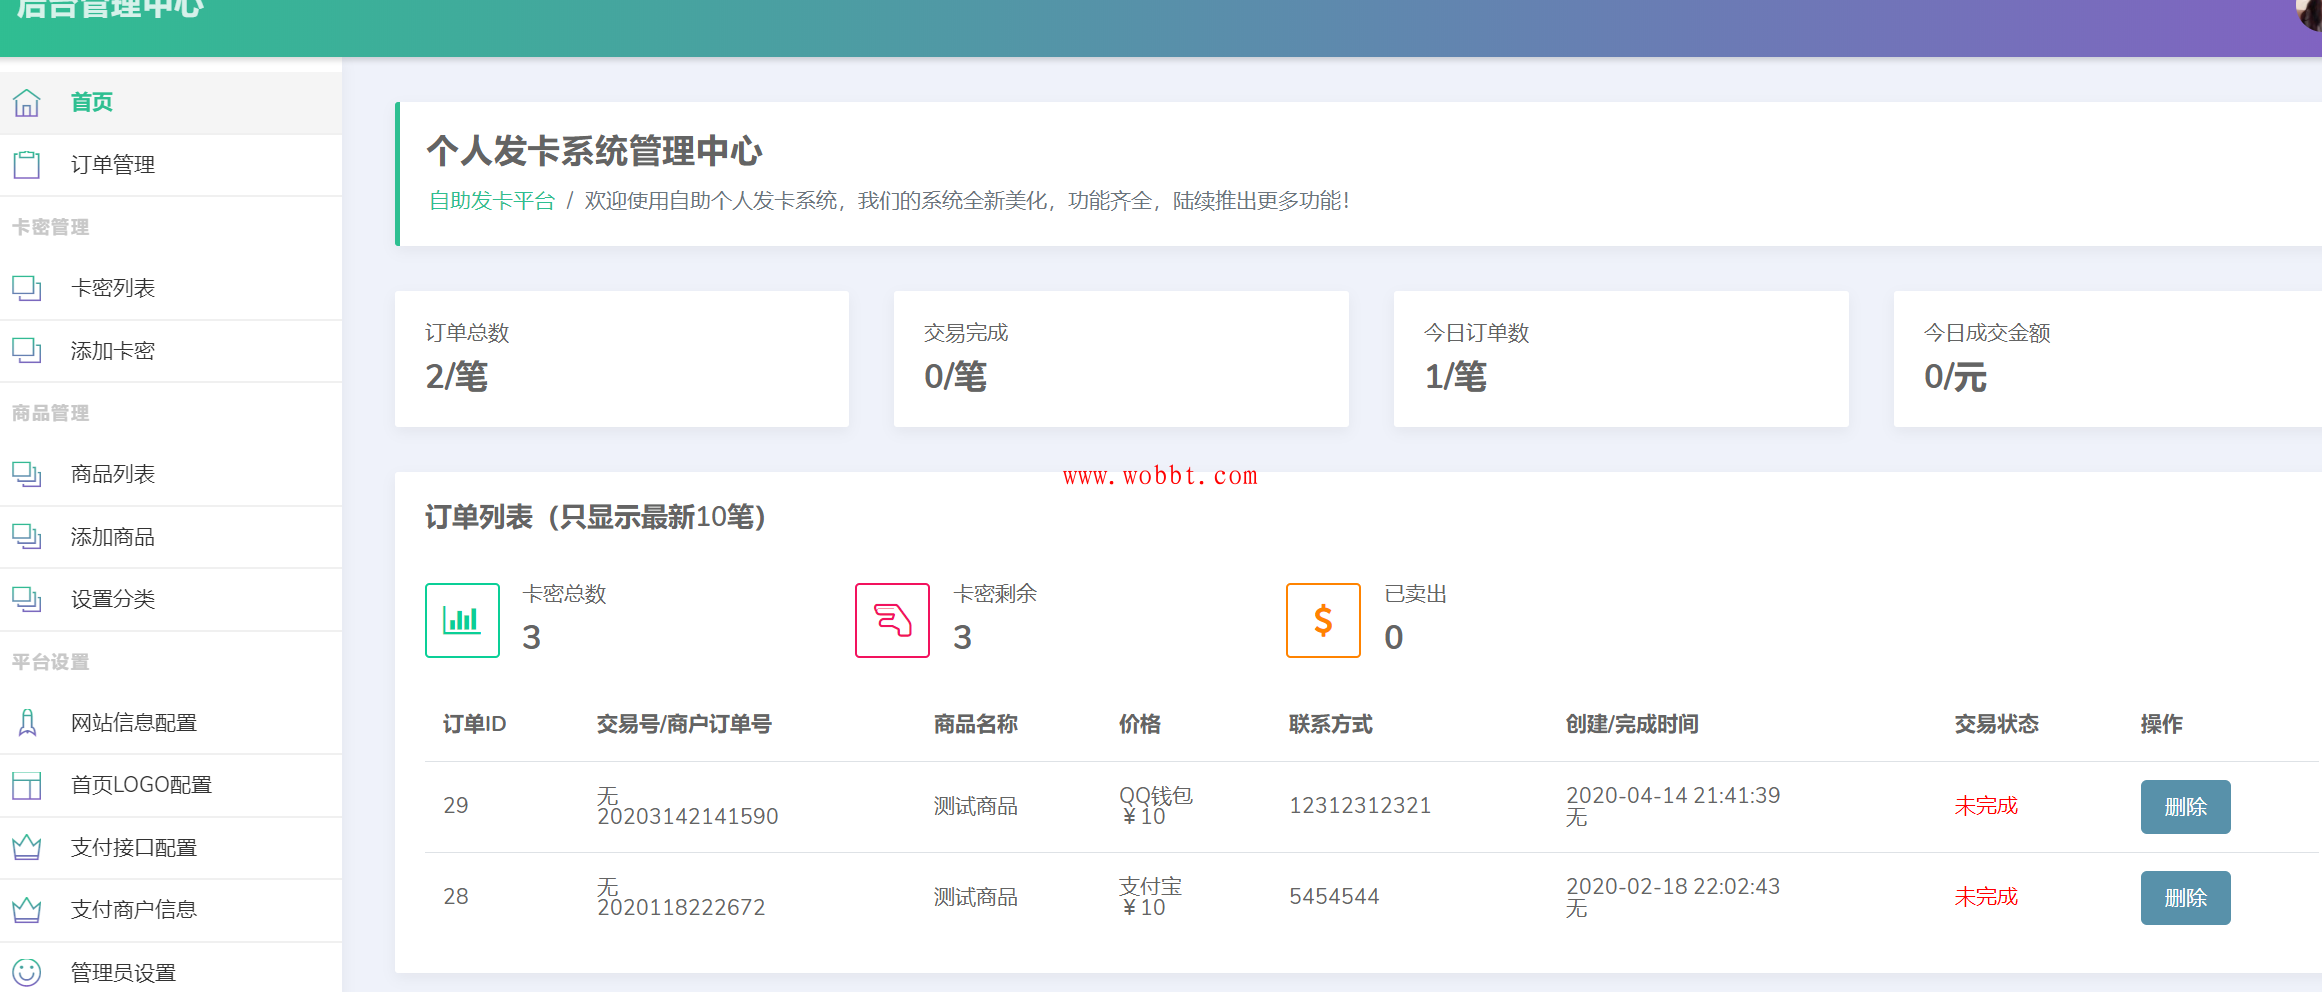 后台管理中心
首页
订单管理
卡密管理
卡密列表
添加卡密
商品管理
商品列表
添加商品
设置分类
平台设置
网站信息配置
首页LOGO配置
支付接口配置
支付商户信息
管理员设置
个人发卡系统管理中心
自助发卡平台 / 欢迎使用自助个人发卡系统，我们的系统全新美化，功能齐全，陆续推出更多功能！
订单总数
2/笔
交易完成
0/笔
今日订单数
1/笔
今日成交金额
0/元
www.wobbt.com
订单列表（只显示最新10笔）
卡密总数
3
卡密剩余
3
已卖出
0
订单ID 交易号/商户订单号 商品名称 价格 联系方式 创建/完成时间 交易状态 操作
29 无 20203142141590 测试商品 QQ钱包 ¥10 12312312321 2020-04-14 21:41:39 无 未完成 删除
28 无 2020118222672 测试商品 支付宝 ¥10 5454544 2020-02-18 22:02:43 无 未完成 删除